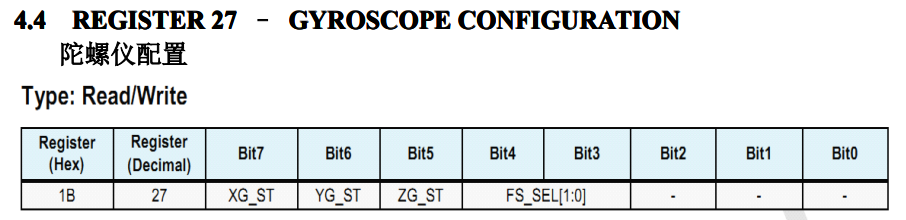 4.4 REGISTER 27 – GYROSCOPE CONFIGURATION
陀螺仪配置
Type: Read/Write
Register (Hex) Register (Decimal) Bit7 Bit6 Bit5 Bit4 Bit3 Bit2 Bit1 Bit0
1B 27 XG_ST YG_ST ZG_ST FS_SEL[1:0] - - -